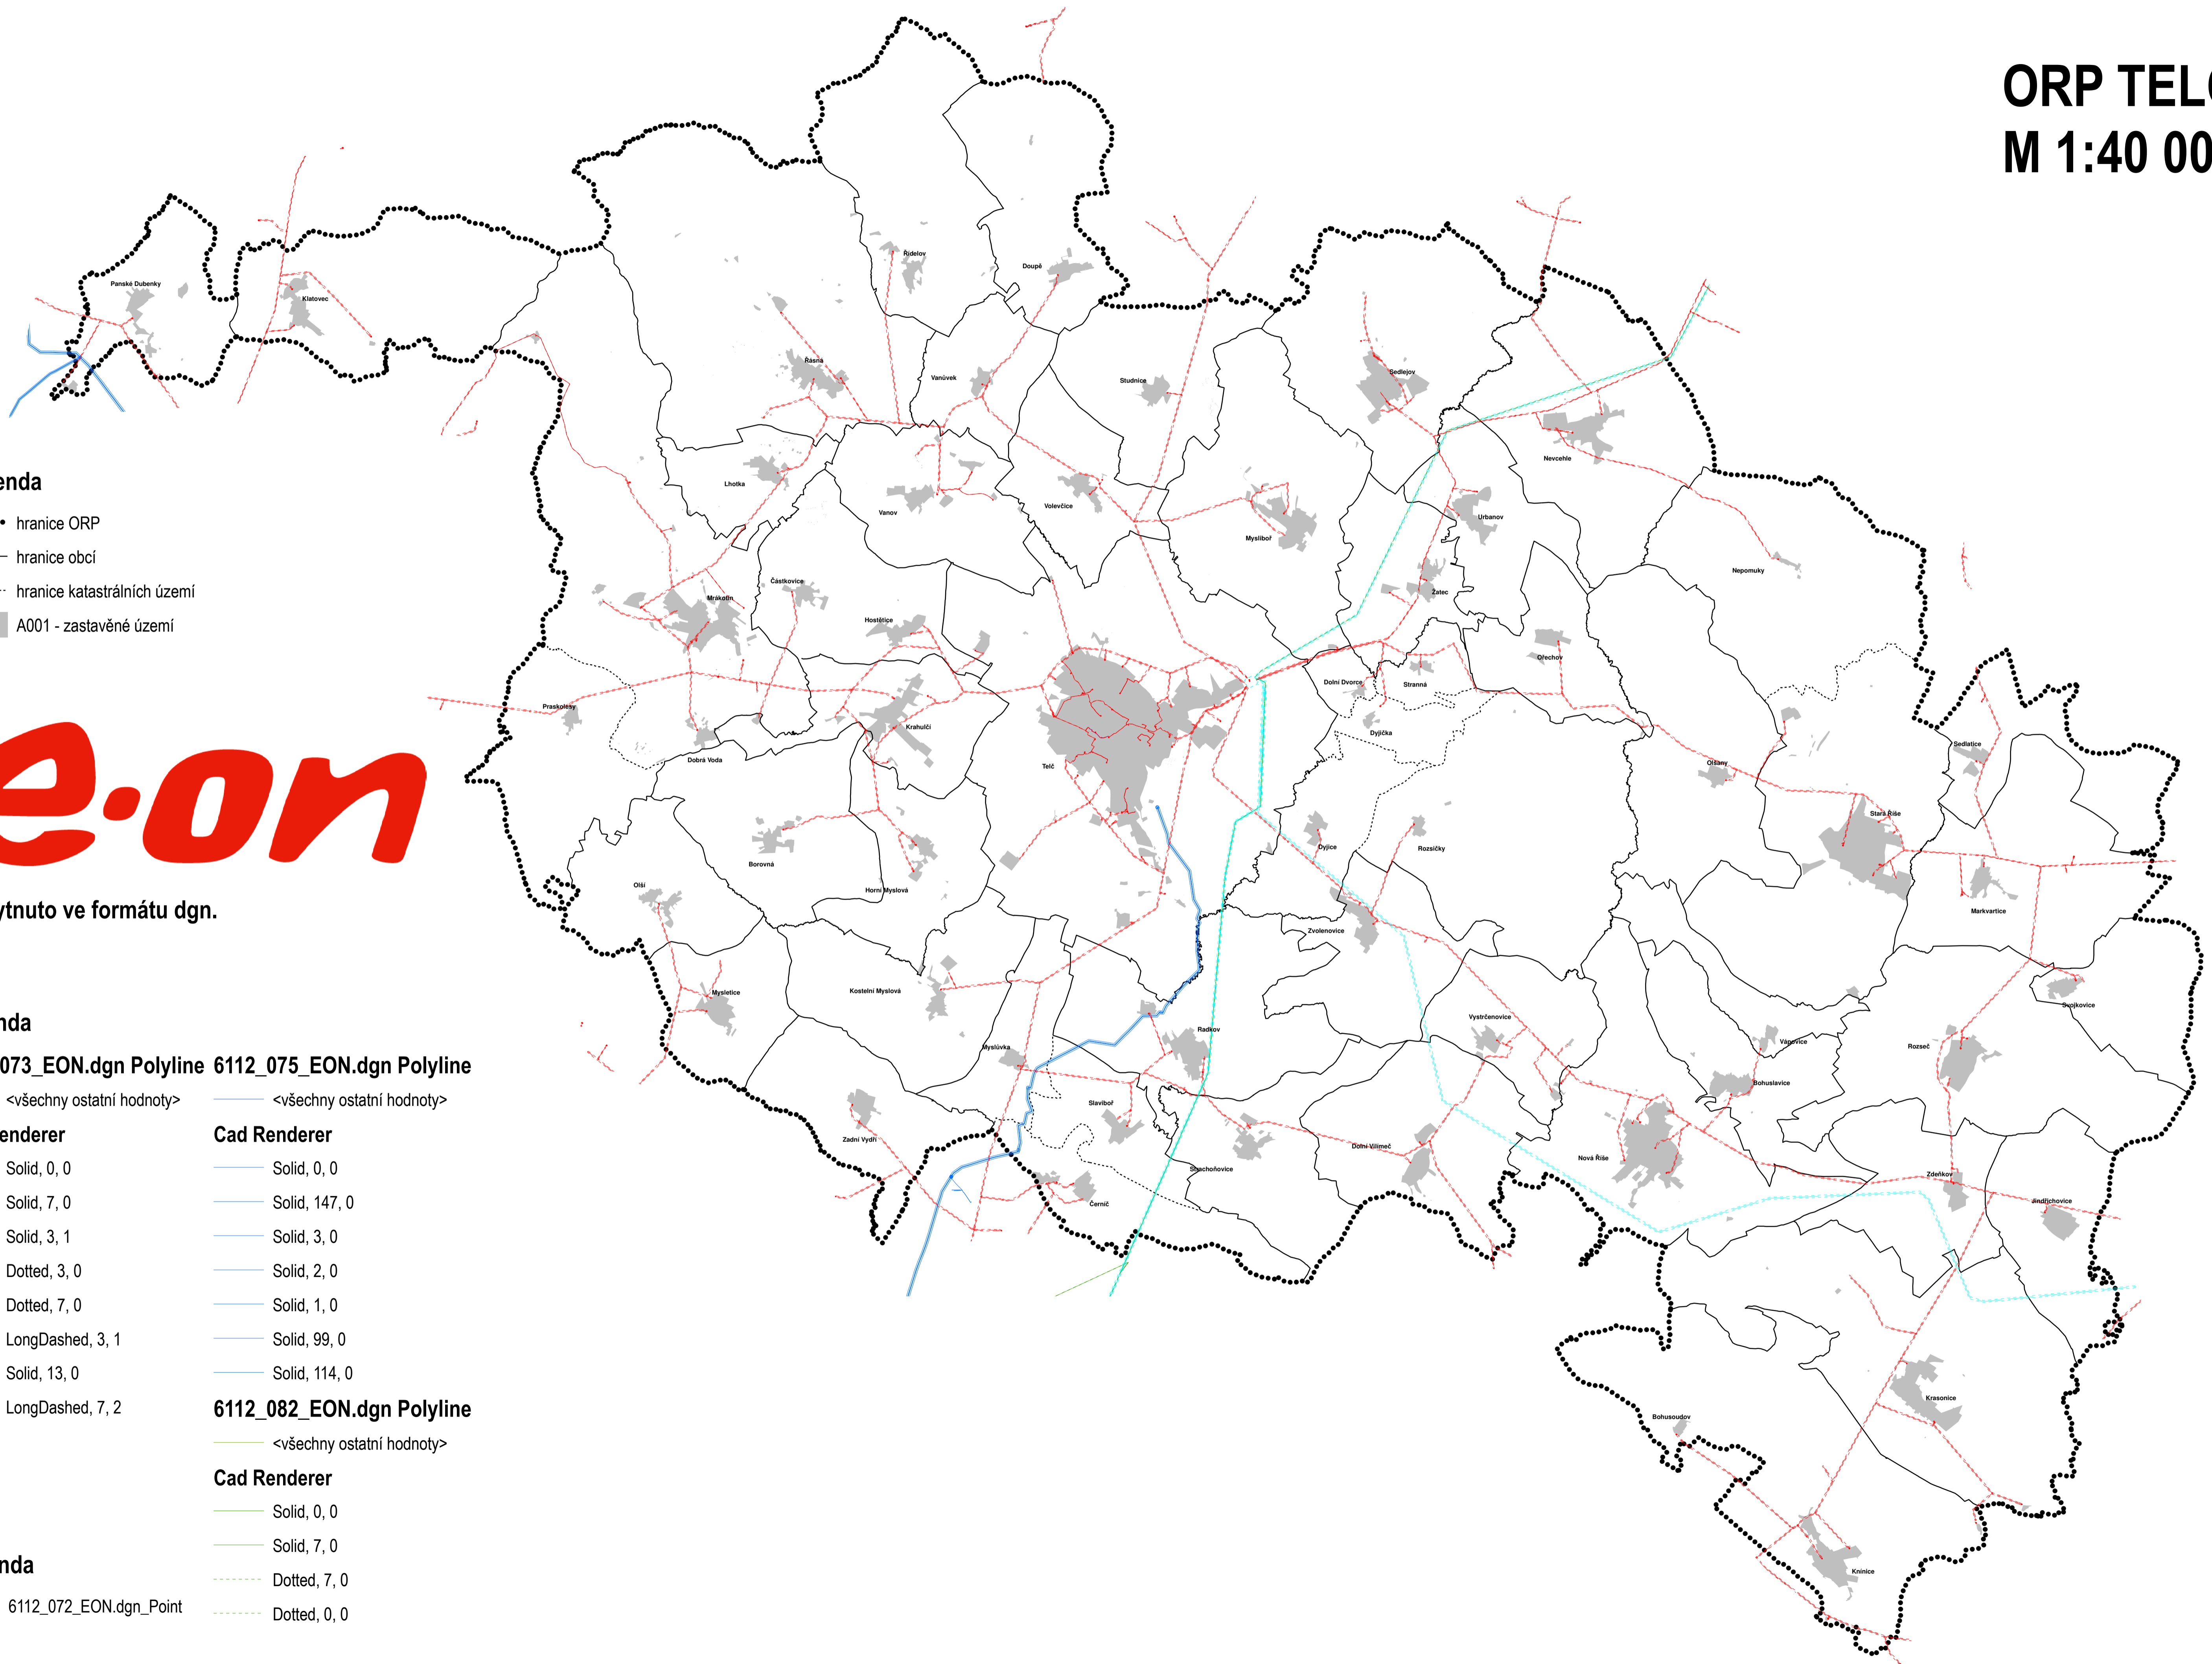 ORP TELČ
M 1:40 00
Panské Dubenky
Klatovec
Řídelov
Doupě
Řásná
Vanůvek
Studnice
Sedlejov
Nevcehle
Lhotka
Vanov
Volevčice
Mysliboř
Urbanov
Nepomuky
Mrákotín
Částkovice
Hostětice
Žatec
Ořechov
Dolní Dvorce
Stranná
Praskolesy
Krahulčí
Dyjička
Telč
Dobrá Voda
Olšany
Sedlatice
Stará Říše
Borovná
Horní Myslová
Dyjice
Rozsíčky
Olší
Markvartice
Zvolenovice
Mysletice
Kostelní Myslová
Svojkovice
Radkov
Vystrčenovice
Vápovice
Rozseč
Myslůvka
Bohuslavice
Slaviboř
Zadní Vydří
Dolní Vilímeč
Nová Říše
Strachoňovice
Zdeňkov
Černíč
Jindřichovice
Krasonice
Bohusoudov
Knínice
enda
hranice ORP
hranice obcí
hranice katastrálních území
A001 - zastavěné území
e·on
ytnuto ve formátu dgn.
nda
073_EON.dgn Polyline
<všechny ostatní hodnoty>
enderer
Solid, 0, 0
Solid, 7, 0
Solid, 3, 1
Dotted, 3, 0
Dotted, 7, 0
LongDashed, 3, 1
Solid, 13, 0
LongDashed, 7, 2
6112_075_EON.dgn Polyline
<všechny ostatní hodnoty>
Cad Renderer
Solid, 0, 0
Solid, 147, 0
Solid, 3, 0
Solid, 2, 0
Solid, 1, 0
Solid, 99, 0
Solid, 114, 0
6112_082_EON.dgn Polyline
<všechny ostatní hodnoty>
Cad Renderer
Solid, 0, 0
Solid, 7, 0
Dotted, 7, 0
Dotted, 0, 0
nda
6112_072_EON.dgn_Point